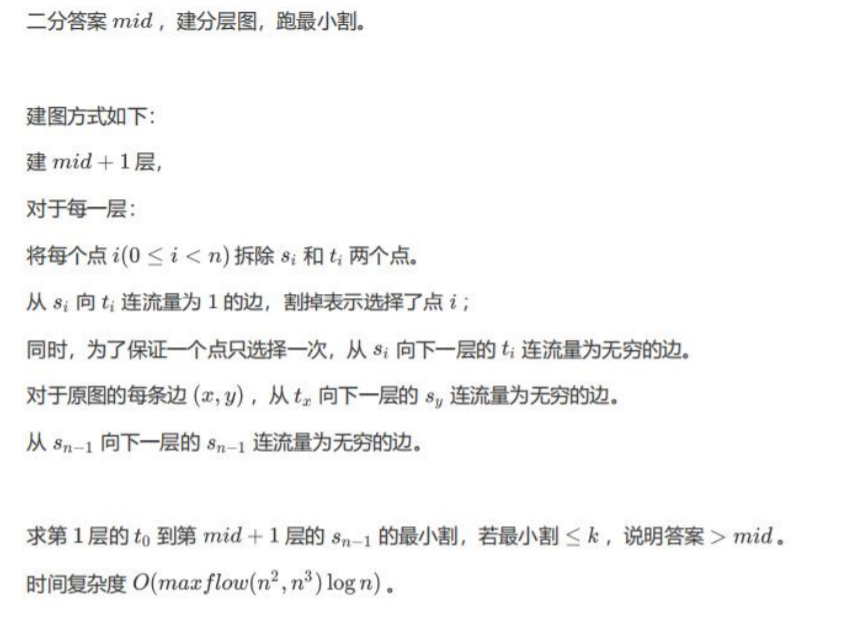 二分答案 mid ，建分层图，跑最小割。
建图方式如下：
建 mid + 1 层,
对于每一层：
将每个点 i(0 ≤ i < n) 拆除 s_i 和 t_i 两个点。
从 s_i 向 t_i 连流量为 1 的边，割掉表示选择了点 i ；
同时，为了保证一个点只选择一次，从 s_i 向下一层的 t_i 连流量为无穷的边。
对于原图的每条边 (x, y) ，从 t_x 向下一层的 s_y 连流量为无穷的边。
从 s_{n-1} 向下一层的 s_{n-1} 连流量为无穷的边。
求第 1 层的 t_0 到第 mid + 1 层的 s_{n-1} 的最小割，若最小割 ≤ k ，说明答案 > mid 。
时间复杂度 O(maxflow(n^2, n^3) log n) 。